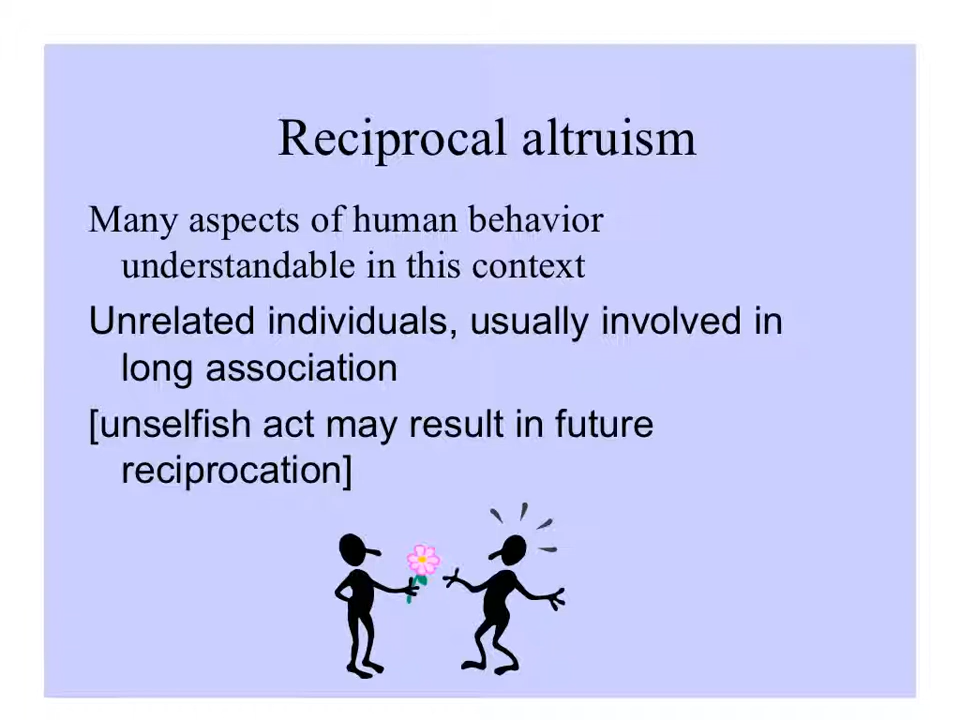 Reciprocal altruism
Many aspects of human behavior
understandable in this context
Unrelated individuals, usually involved in
long association
[unselfish act may result in future
reciprocation]